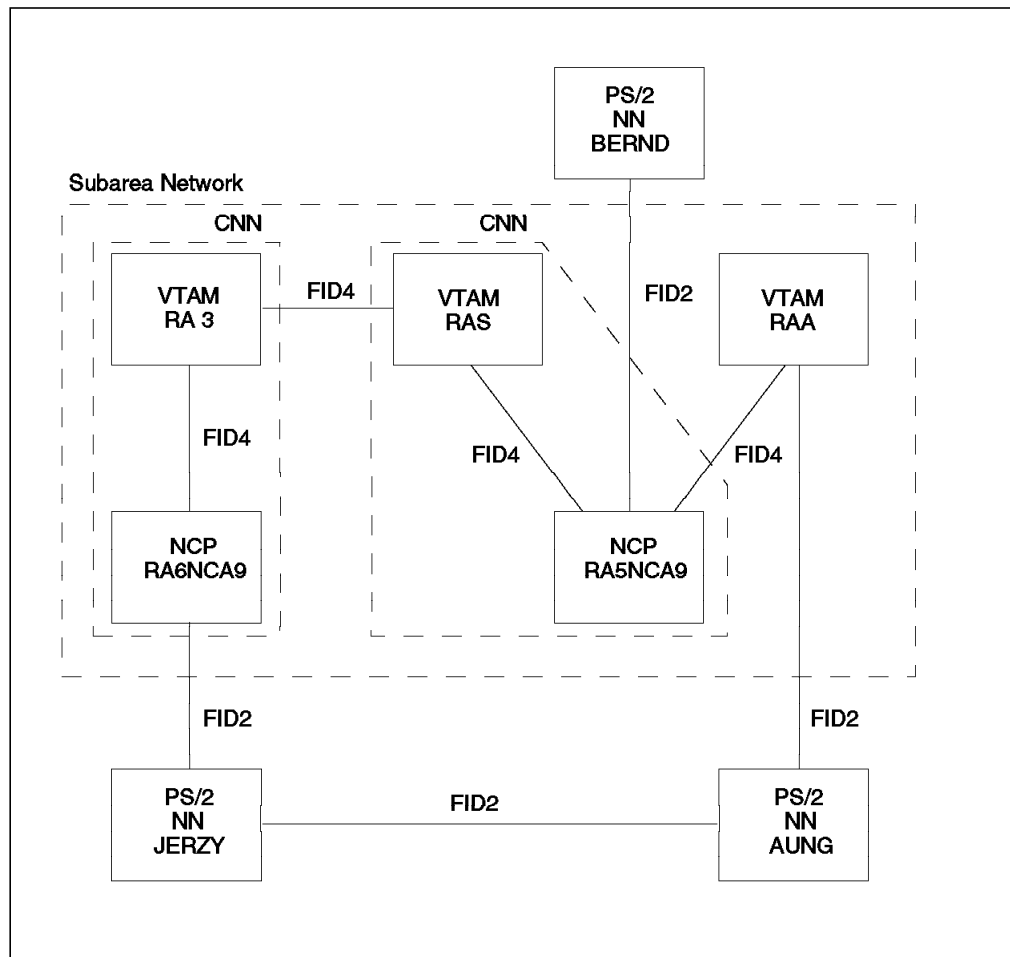 PS/2
NN
BERND
Subarea Network
CNN
CNN
VTAM
RA 3
FID4
VTAM
RAS
FID2
VTAM
RAA
FID4
FID4
FID4
NCP
RA6NCA9
NCP
RA5NCA9
FID2
FID2
PS/2
NN
JERZY
FID2
PS/2
NN
AUNG